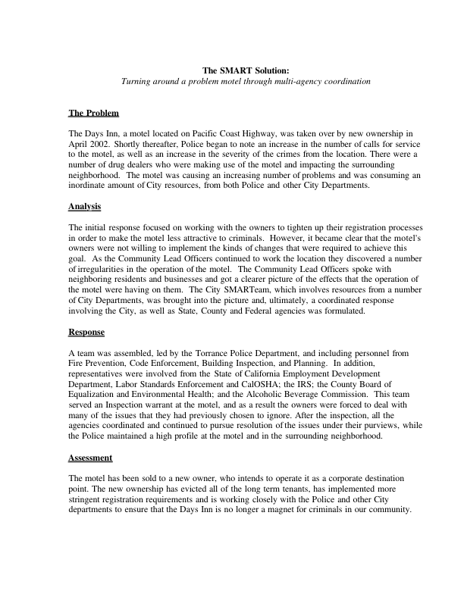 The SMART Solution:
Turning around a problem motel through multi-agency coordination
The Problem
The Days Inn, a motel located on Pacific Coast Highway, was taken over by new ownership in
April 2002. Shortly thereafter, Police began to note an increase in the number of calls for service
to the motel, as well as an increase in the severity of the crimes from the location. There were a
number of drug dealers who were making use of the motel and impacting the surrounding
neighborhood. The motel was causing an increasing number of problems and was consuming an
inordinate amount of City resources, from both Police and other City Departments.
Analysis
The initial response focused on working with the owners to tighten up their registration processes
in order to make the motel less attractive to criminals. However, it became clear that the motel's
owners were not willing to implement the kinds of changes that were required to achieve this
goal. As the Community Lead Officers continued to work the location they discovered a number
of irregularities in the operation of the motel. The Community Lead Officers spoke with
neighboring residents and businesses and got a clearer picture of the effects that the operation of
the motel were having on them. The City SMARTeam, which involves resources from a number
of City Departments, was brought into the picture and, ultimately, a coordinated response
involving the City, as well as State, County and Federal agencies was formulated.
Response
A team was assembled, led by the Torrance Police Department, and including personnel from
Fire Prevention, Code Enforcement, Building Inspection, and Planning. In addition,
representatives were involved from the State of California Employment Development
Department, Labor Standards Enforcement and CalOSHA; the IRS; the County Board of
Equalization and Environmental Health; and the Alcoholic Beverage Commission. This team
served an Inspection warrant at the motel, and as a result the owners were forced to deal with
many of the issues that they had previously chosen to ignore. After the inspection, all the
agencies coordinated and continued to pursue resolution of the issues under their purviews, while
the Police maintained a high profile at the motel and in the surrounding neighborhood.
Assessment
The motel has been sold to a new owner, who intends to operate it as a corporate destination
point. The new ownership has evicted all of the long term tenants, has implemented more
stringent registration requirements and is working closely with the Police and other City
departments to ensure that the Days Inn is no longer a magnet for criminals in our community.